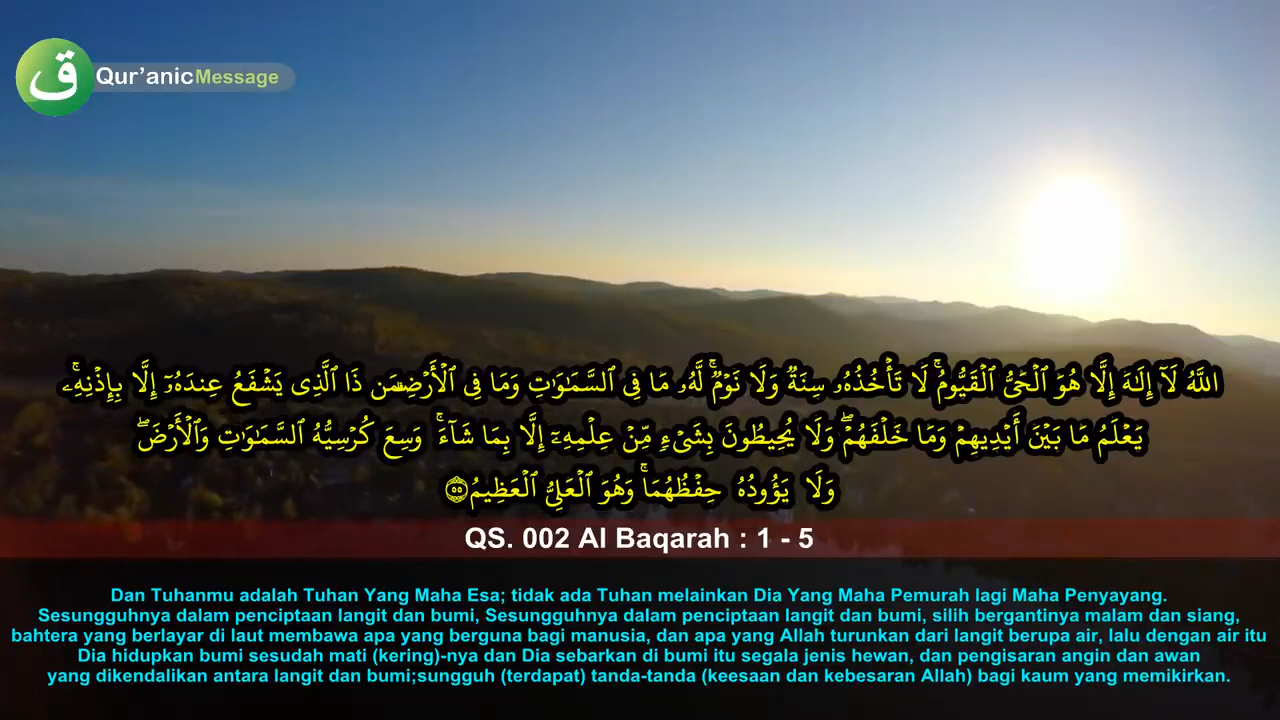 ق
Qur’anicMessage
اللَّهُ لَآ إِلَٰهَ إِلَّا هُوَ ٱلْحَىُّ ٱلْقَيُّومُ ۚ لَا تَأْخُذُهُۥ سِنَةٌ وَلَا نَوْمٌ ۚ لَّهُۥ مَا فِى ٱلسَّمَٰوَٰتِ وَمَا فِى ٱلْأَرْضِ ۗ مَن ذَا ٱلَّذِى يَشْفَعُ عِندَهُۥٓ إِلَّا بِإِذْنِهِۦ ۚ
يَعْلَمُ مَا بَيْنَ أَيْدِيهِمْ وَمَا خَلْفَهُمْ ۖ وَلَا يُحِيطُونَ بِشَىْءٍ مِّنْ عِلْمِهِۦٓ إِلَّا بِمَا شَآءَ ۚ وَسِعَ كُرْسِيُّهُ ٱلسَّمَٰوَٰتِ وَٱلْأَرْضَ ۖ
وَلَا يَـُٔودُهُۥ حِفْظُهُمَا ۚ وَهُوَ ٱلْعَلِىُّ ٱلْعَظِيمُ ۝٢٥٥
QS. 002 Al Baqarah : 1 - 5
Dan Tuhanmu adalah Tuhan Yang Maha Esa; tidak ada Tuhan melainkan Dia Yang Maha Pemurah lagi Maha Penyayang.
Sesungguhnya dalam penciptaan langit dan bumi, Sesungguhnya dalam penciptaan langit dan bumi, silih bergantinya malam dan siang,
bahtera yang berlayar di laut membawa apa yang berguna bagi manusia, dan apa yang Allah turunkan dari langit berupa air, lalu dengan air itu
Dia hidupkan bumi sesudah mati (kering)-nya dan Dia sebarkan di bumi itu segala jenis hewan, dan pengisaran angin dan awan
yang dikendalikan antara langit dan bumi;sungguh (terdapat) tanda-tanda (keesaan dan kebesaran Allah) bagi kaum yang memikirkan.